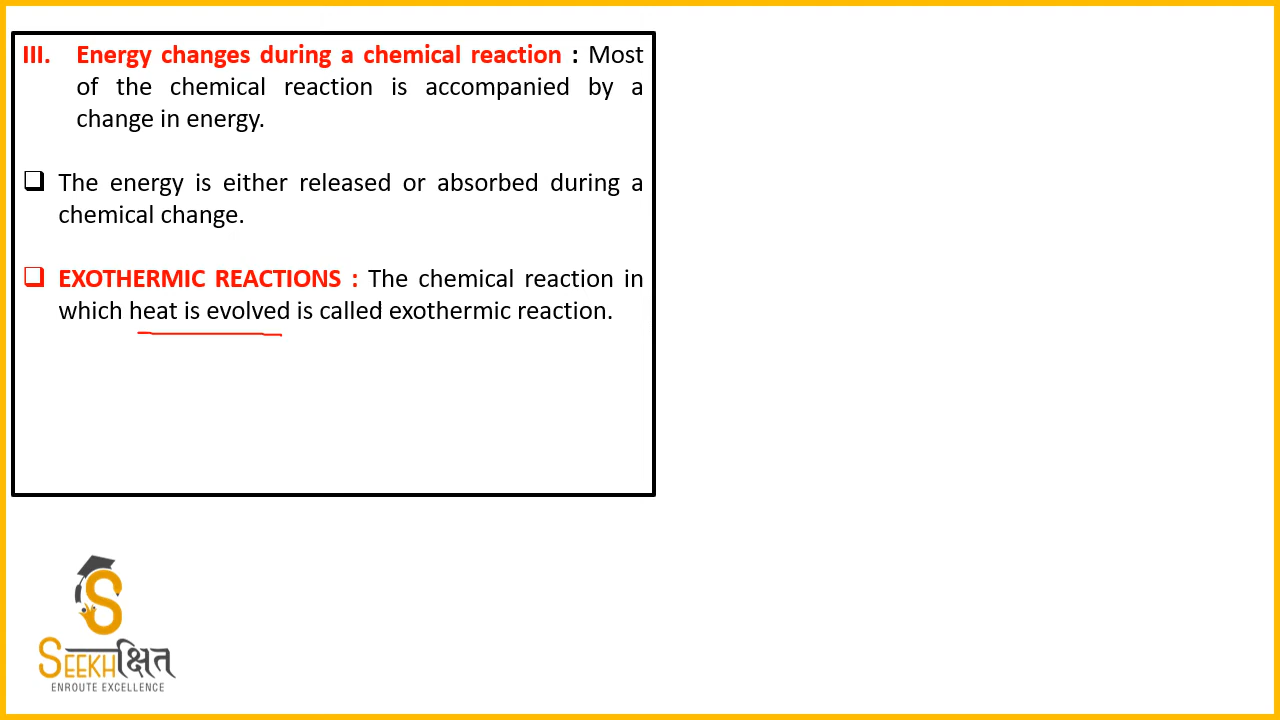 III. Energy changes during a chemical reaction : Most
of the chemical reaction is accompanied by a
change in energy.
❑ The energy is either released or absorbed during a
chemical change.
❑ EXOTHERMIC REACTIONS : The chemical reaction in
which heat is evolved is called exothermic reaction.
S
SEEKHक्षित
ENROUTE EXCELLENCE